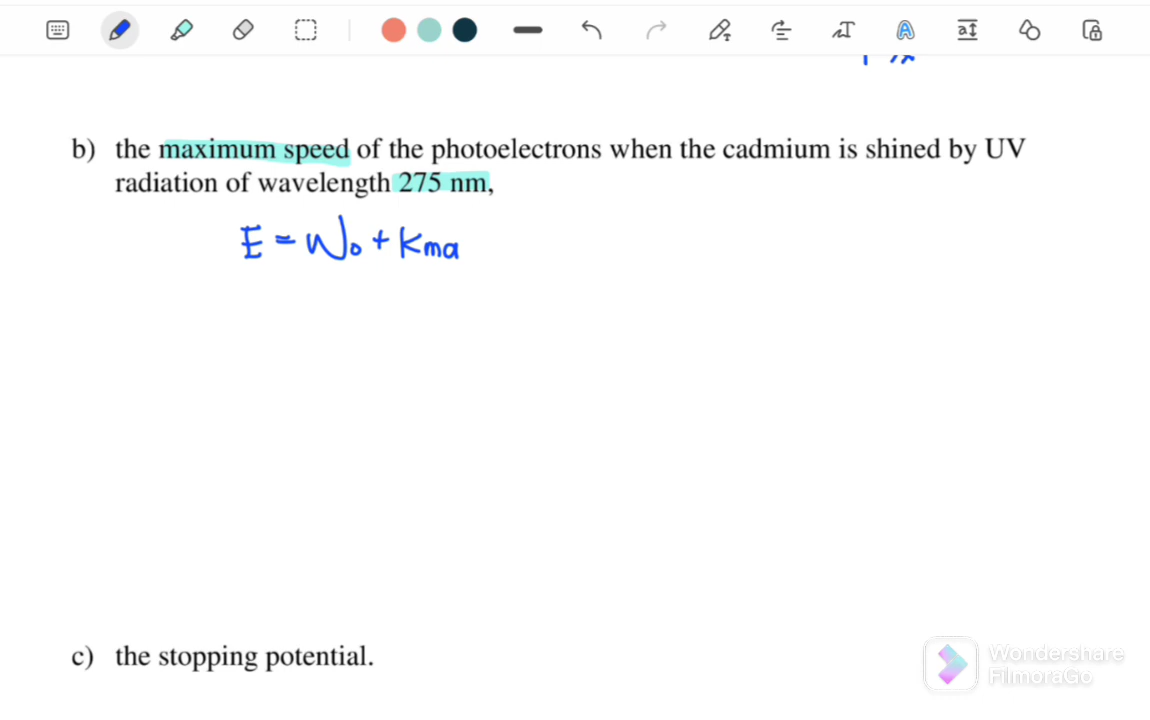 b) the maximum speed of the photoelectrons when the cadmium is shined by UV
radiation of wavelength 275 nm,
E = W₀ + Kma
c) the stopping potential.
Wondershare
FilmoraGo